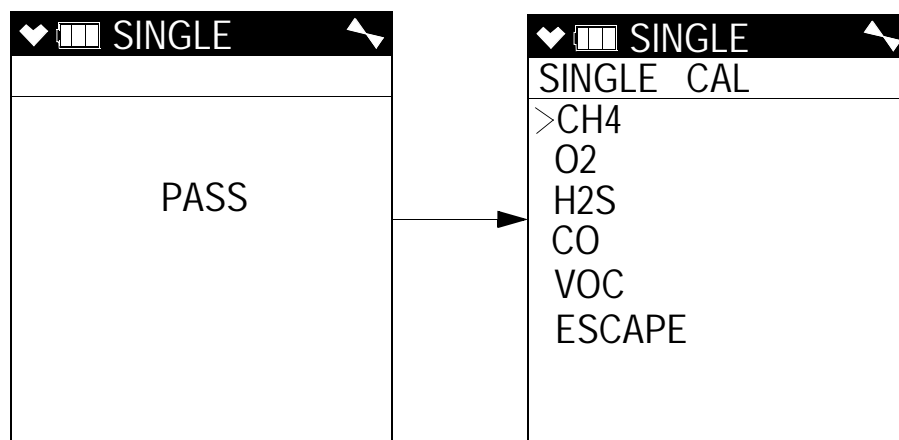 SINGLE
PASS
SINGLE
SINGLE CAL
>CH4
O2
H2S
CO
VOC
ESCAPE